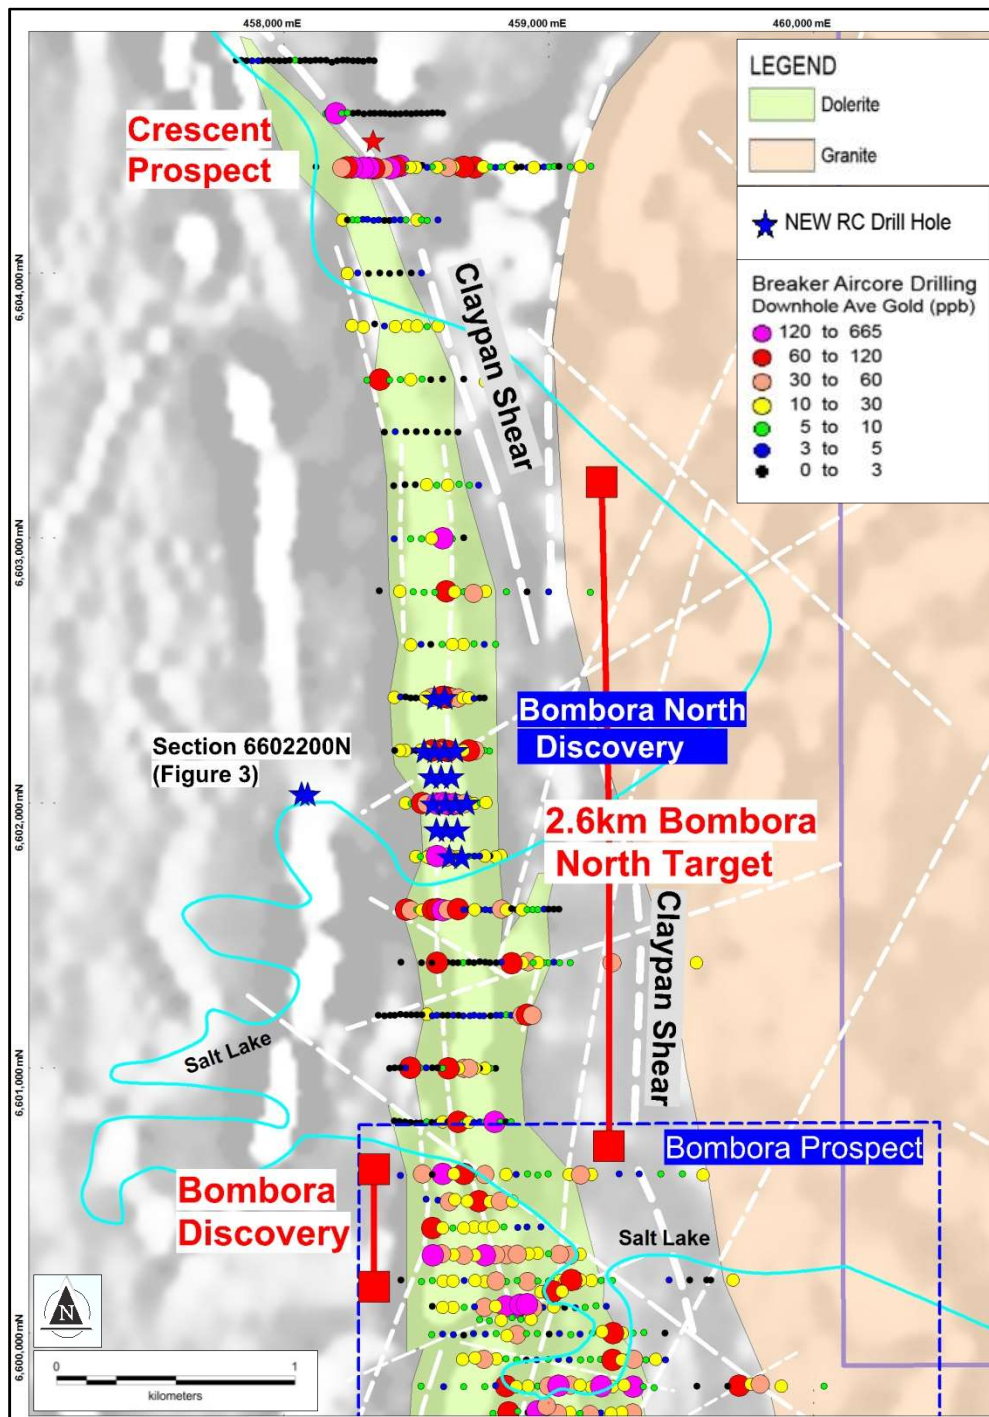 458,000 mE
459,000 mE
460,000 mE
LEGEND
Dolerite
Granite
NEW RC Drill Hole
Breaker Aircore Drilling
Downhole Ave Gold (ppb)
120 to 665
60 to 120
30 to 60
10 to 30
5 to 10
3 to 5
0 to 3
Crescent
Prospect
6,604,000 mN
Claypan Shear
6,603,000 mN
Bombora North
Discovery
Section 6602200N
(Figure 3)
6,602,000 mN
2.6km Bombora
North Target
Claypan Shear
Salt Lake
6,601,000 mN
Bombora Prospect
Bombora
Discovery
Salt Lake
N
6,600,000 mN
0 1
kilometers